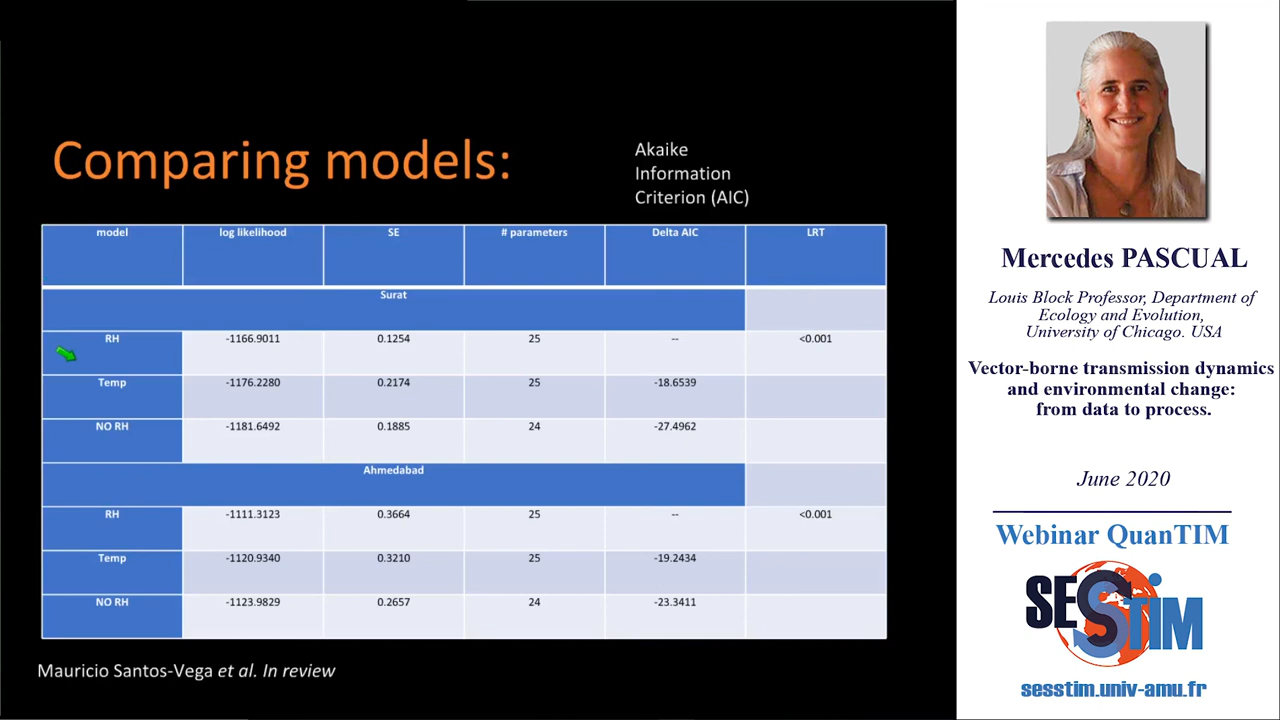 Comparing models:
Akaike
Information
Criterion (AIC)
model log likelihood SE # parameters Delta AIC LRT
Surat
RH -1166.9011 0.1254 25 -- <0.001
Temp -1176.2280 0.2174 25 -18.6539
NO RH -1181.6492 0.1885 24 -27.4962
Ahmedabad
RH -1111.3123 0.3664 25 -- <0.001
Temp -1120.9340 0.3210 25 -19.2434
NO RH -1123.9829 0.2657 24 -23.3411
Mauricio Santos-Vega et al. In review
Mercedes PASCUAL
Louis Block Professor, Department of
Ecology and Evolution,
University of Chicago. USA
Vector-borne transmission dynamics
and environmental change:
from data to process.
June 2020
Webinar QuanTIM
SESSTIM
sesstim.univ-amu.fr